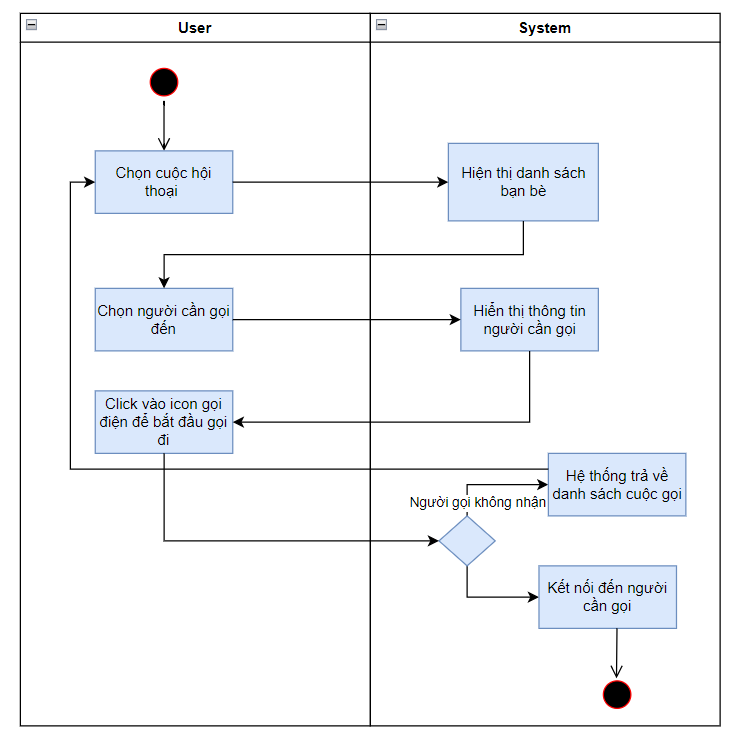 User
System
Chọn cuộc hội
thoại
Hiện thị danh sách
bạn bè
Chọn người cần gọi
đến
Hiển thị thông tin
người cần gọi
Click vào icon gọi
điện để bắt đầu gọi
đi
Hệ thống trả về
danh sách cuộc gọi
Người gọi không nhận
Kết nối đến người
cần gọi